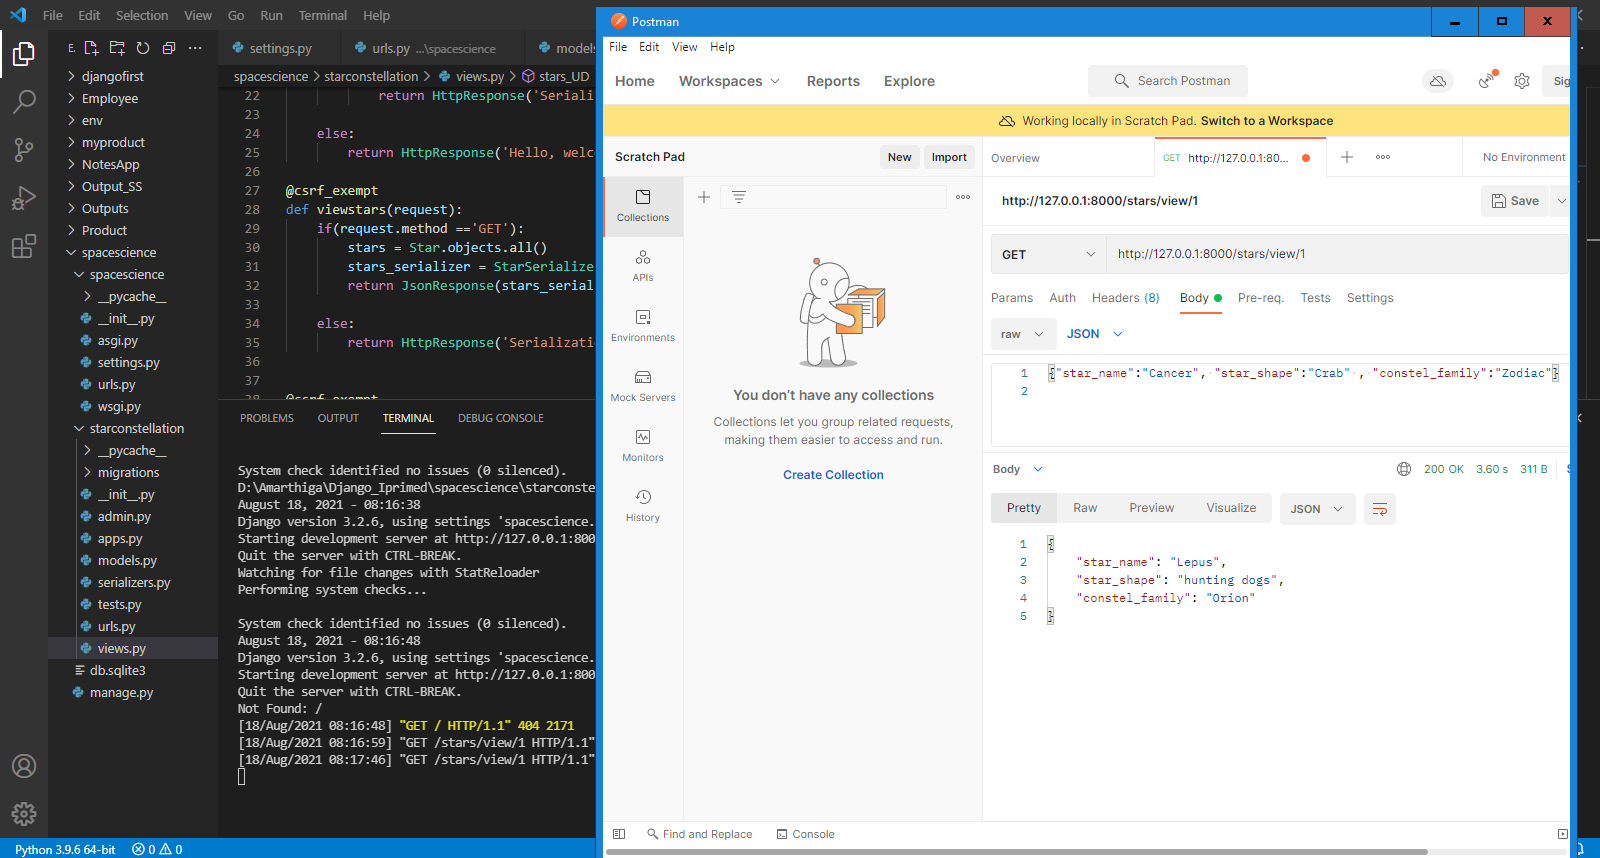 File Edit Selection View Go Run Terminal Help
E.
djangofirst
Employee
env
myproduct
NotesApp
Output_SS
Outputs
Product
spacescience
spacescience
__pycache__
__init__.py
asgi.py
settings.py
urls.py
wsgi.py
starconstellation
__pycache__
migrations
__init__.py
admin.py
apps.py
models.py
serializers.py
tests.py
urls.py
views.py
db.sqlite3
manage.py
settings.py urls.py ...\spacescience models
spacescience > starconstellation > views.py > stars_UD
22 return HttpResponse('Seriali
23
24 else:
25 return HttpResponse('Hello, welc
26
27 @csrf_exempt
28 def viewstars(request):
29 if(request.method =='GET'):
30 stars = Star.objects.all()
31 stars_serializer = StarSerialize
32 return JsonResponse(stars_serial
33
34 else:
35 return HttpResponse('Serializatio
36
37
38 @csrf_exempt
PROBLEMS OUTPUT TERMINAL DEBUG CONSOLE
System check identified no issues (0 silenced).
D:\Amarthiga\Django_Iprimed\spacescience\starconste
August 18, 2021 - 08:16:38
Django version 3.2.6, using settings 'spacescience.
Starting development server at http://127.0.0.1:800
Quit the server with CTRL-BREAK.
Watching for file changes with StatReloader
Performing system checks...
System check identified no issues (0 silenced).
August 18, 2021 - 08:16:48
Django version 3.2.6, using settings 'spacescience.
Starting development server at http://127.0.0.1:800
Quit the server with CTRL-BREAK.
Not Found: /
[18/Aug/2021 08:16:48] "GET / HTTP/1.1" 404 2171
[18/Aug/2021 08:16:59] "GET /stars/view/1 HTTP/1.1"
[18/Aug/2021 08:17:46] "GET /stars/view/1 HTTP/1.1"
Python 3.9.6 64-bit 0 0
Postman
File Edit View Help
Home Workspaces Reports Explore Search Postman Sig
Working locally in Scratch Pad. Switch to a Workspace
Scratch Pad New Import
Collections
APIs
Environments
Mock Servers
Monitors
History
You don't have any collections
Collections let you group related requests,
making them easier to access and run.
Create Collection
Overview GET http://127.0.0.1:80... No Environment
http://127.0.0.1:8000/stars/view/1 Save
GET http://127.0.0.1:8000/stars/view/1
Params Auth Headers (8) Body Pre-req. Tests Settings
raw JSON
1 {"star_name":"Cancer", "star_shape":"Crab" , "constel_family":"Zodiac"}
2
Body 200 OK 3.60 s 311 B
Pretty Raw Preview Visualize JSON
1 {
2 "star_name": "Lepus",
3 "star_shape": "hunting dogs",
4 "constel_family": "Orion"
5 }
Find and Replace Console